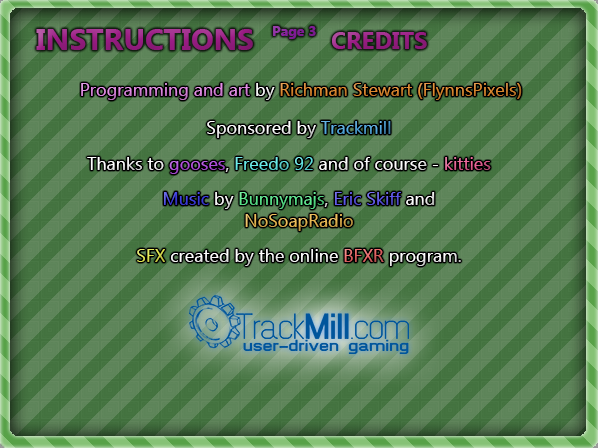 INSTRUCTIONS Page 3 CREDITS
Programming and art by Richman Stewart (FlynnsPixels)
Sponsored by Trackmill
Thanks to gooses, Freedo 92 and of course - kitties
Music by Bunnymajs, Eric Skiff and
NoSoapRadio
SFX created by the online BFXR program.
TrackMill.com
user-driven gaming